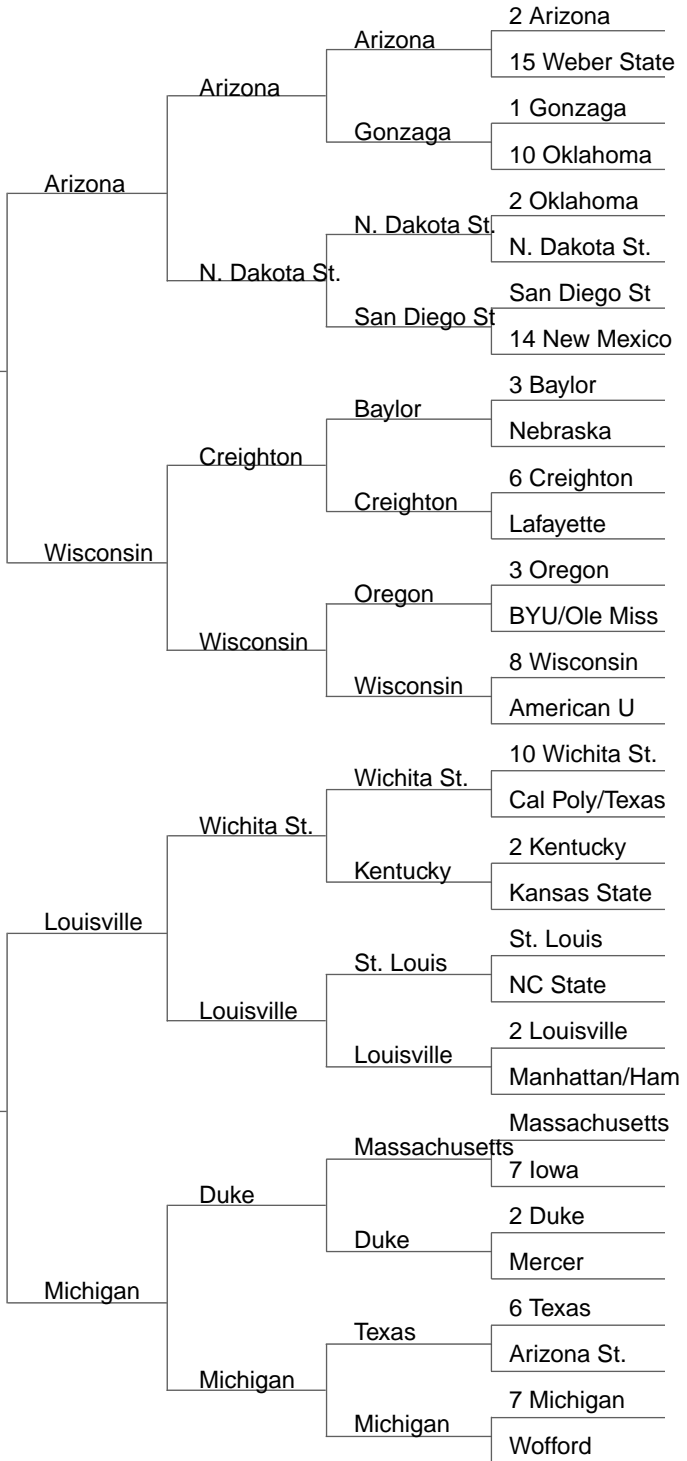 2 Arizona
Arizona
15 Weber State
Arizona
1 Gonzaga
Gonzaga
10 Oklahoma
Arizona
2 Oklahoma
N. Dakota St.
N. Dakota St.
N. Dakota St.
San Diego St
San Diego St
14 New Mexico
3 Baylor
Baylor
Nebraska
Creighton
6 Creighton
Creighton
Lafayette
Wisconsin
3 Oregon
Oregon
BYU/Ole Miss
Wisconsin
8 Wisconsin
Wisconsin
American U
10 Wichita St.
Wichita St.
Cal Poly/Texas
Wichita St.
2 Kentucky
Kentucky
Kansas State
Louisville
St. Louis
St. Louis
NC State
Louisville
2 Louisville
Louisville
Manhattan/Ham
Massachusetts
Massachusetts
7 Iowa
Duke
2 Duke
Duke
Mercer
Michigan
6 Texas
Texas
Arizona St.
Michigan
7 Michigan
Michigan
Wofford